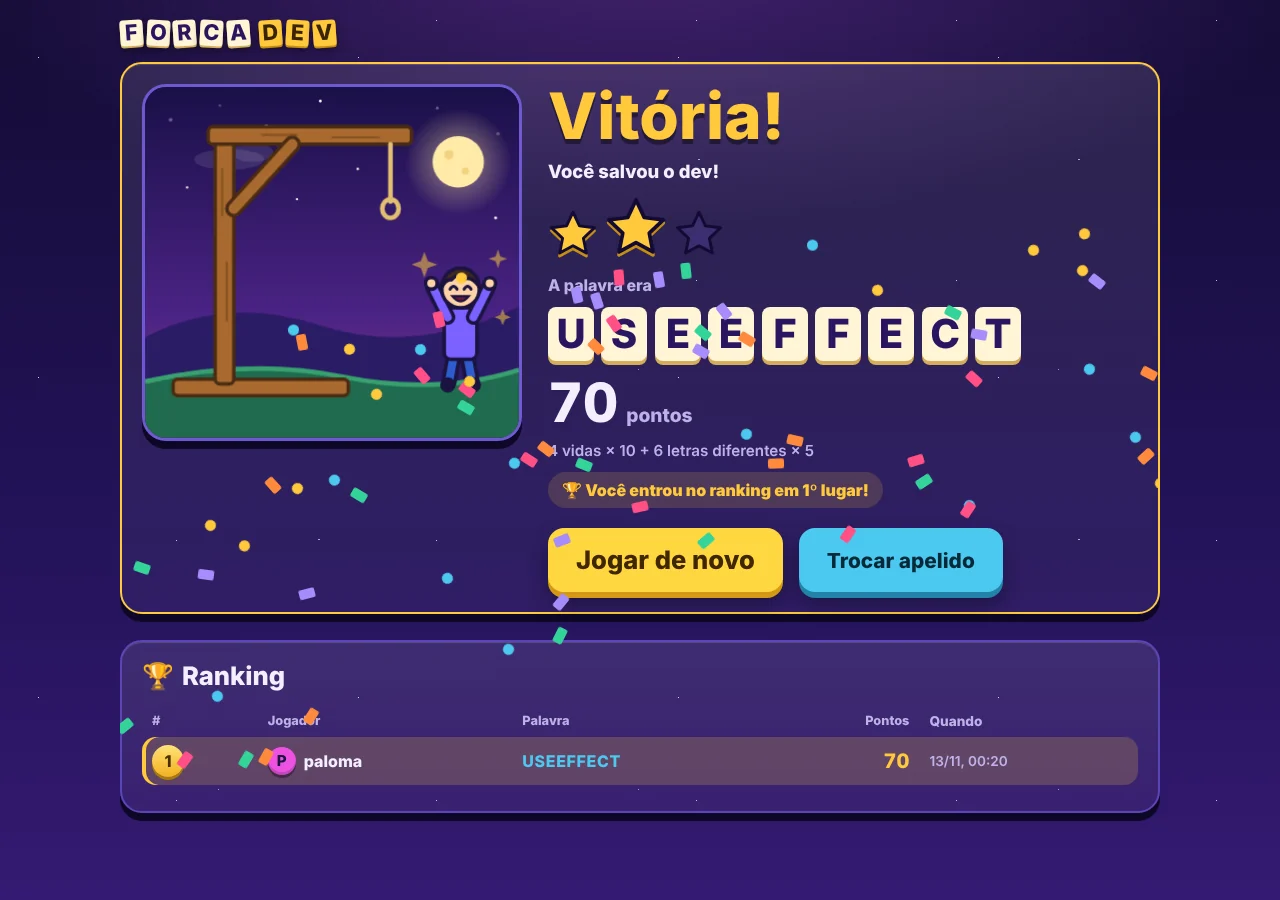 FORCA DEV
Vitória!
Você salvou o dev!
A palavra era
USEEFFECT
70 pontos
4 vidas × 10 + 6 letras diferentes × 5
🏆 Você entrou no ranking em 1º lugar!
Jogar de novo
Trocar apelido
🏆 Ranking
# Jogador Palavra Pontos Quando
1 P paloma USEEFFECT 70 13/11, 00:20